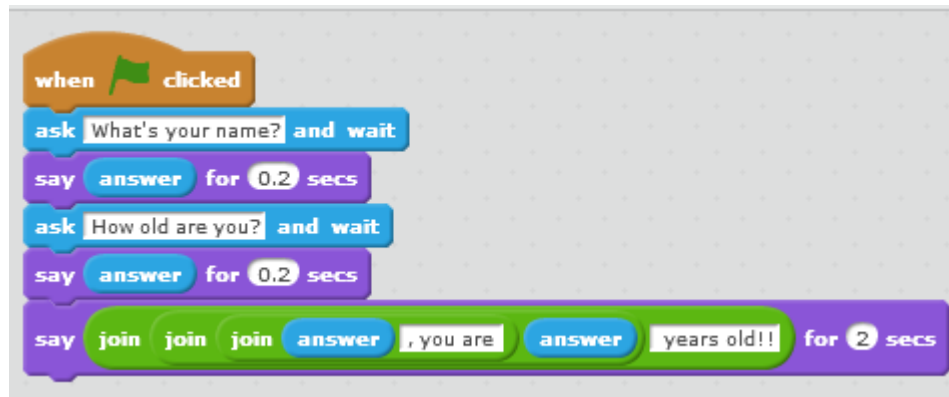 when clicked
ask What's your name? and wait
say answer for 0.2 secs
ask How old are you? and wait
say answer for 0.2 secs
say join join join answer , you are answer years old!! for 2 secs